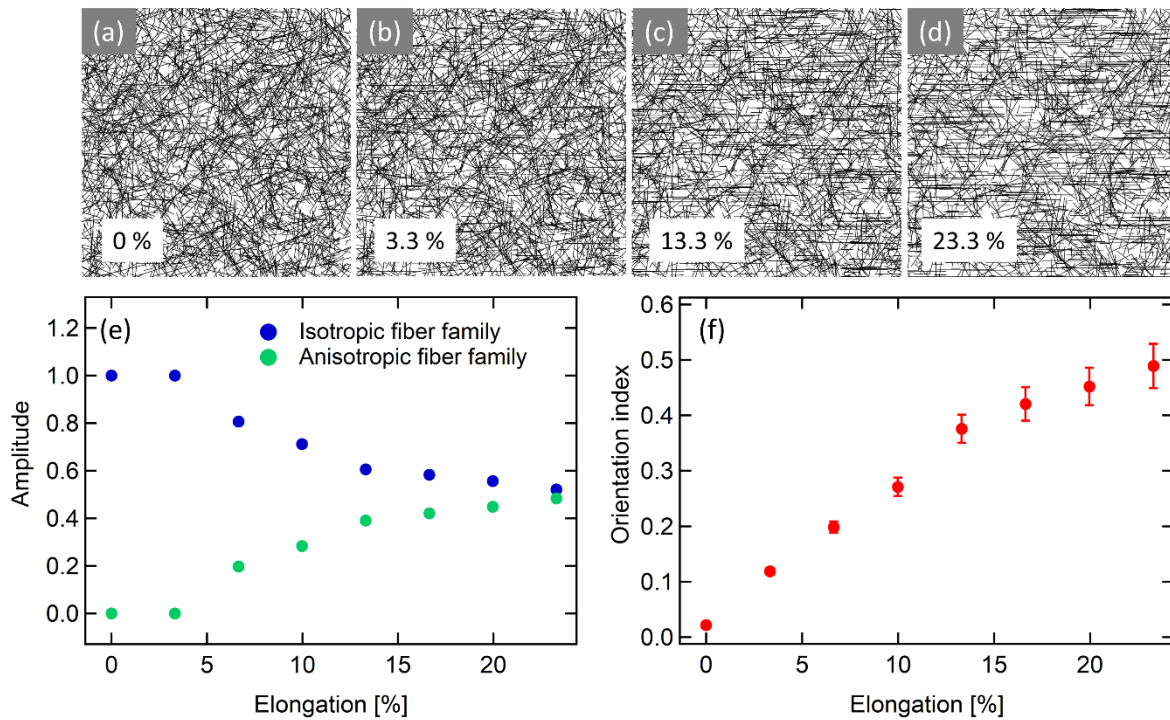 (a)
(b)
(c)
(d)
0 %
3.3 %
13.3 %
23.3 %
(e)
Isotropic fiber family
Anisotropic fiber family
1.2
1.0
0.8
0.6
0.4
0.2
0.0
Amplitude
0
5
10
15
20
Elongation [%]
(f)
0.6
0.5
0.4
0.3
0.2
0.1
0.0
Orientation index
0
5
10
15
20
Elongation [%]